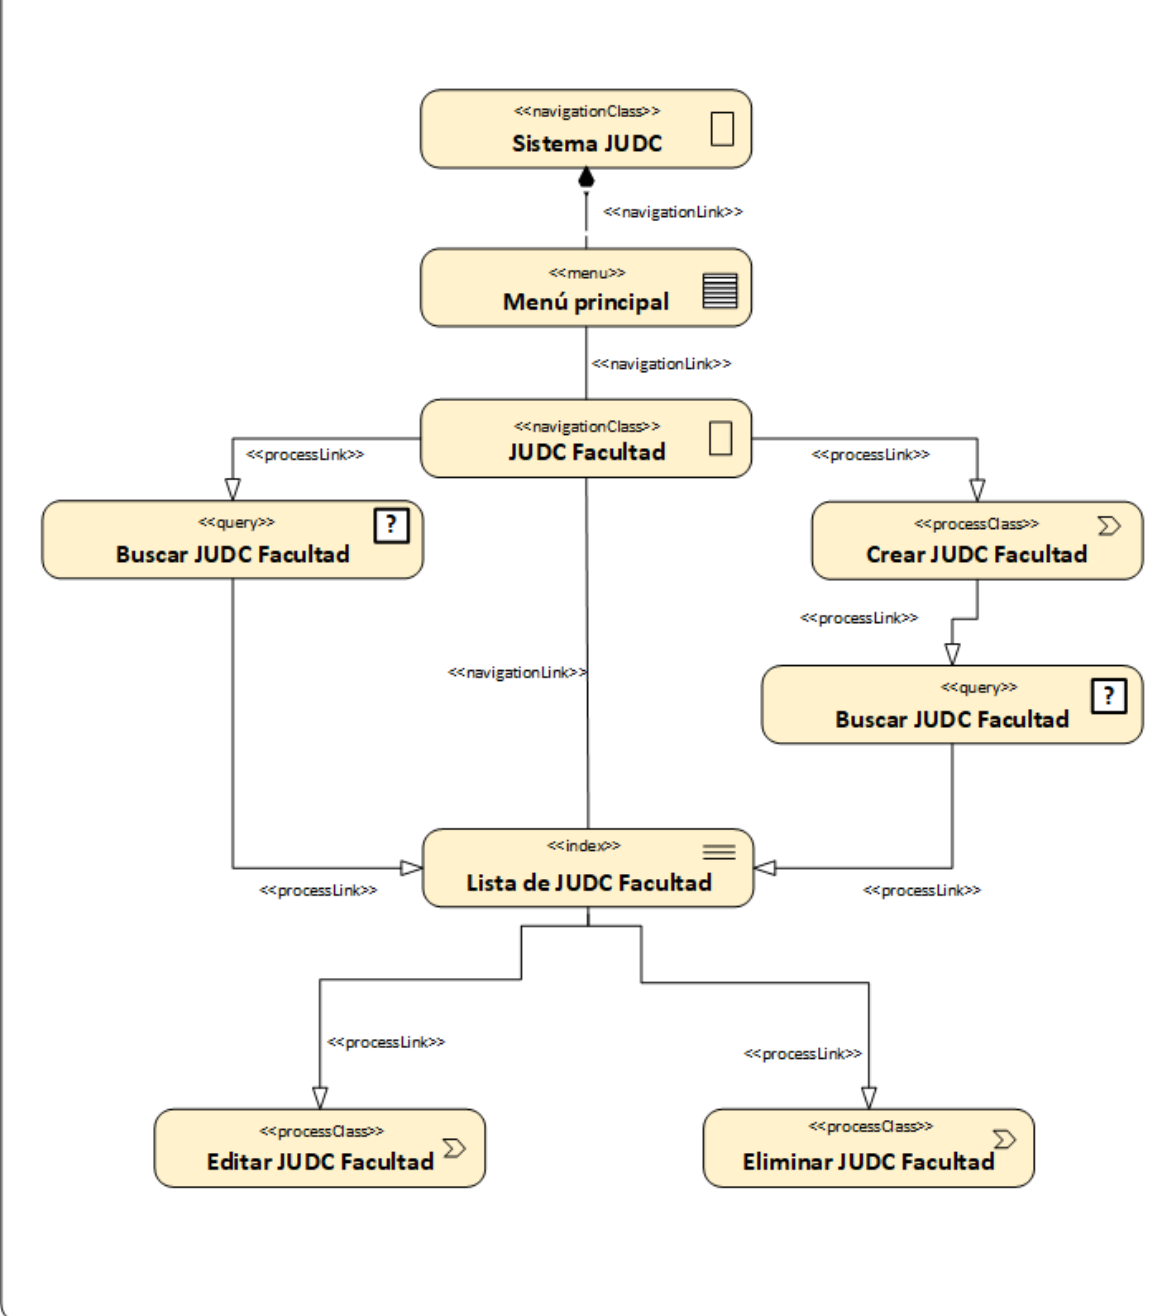 <<navigationClass>>
Sistema JUDC
<<navigationLink>>
<<menu>>
Menú principal
<<navigationLink>>
<<navigationClass>>
JUDC Facultad
<<processLink>>
<<processLink>>
<<query>>
?
Buscar JUDC Facultad
<<processClass>>
Crear JUDC Facultad
<<processLink>>
<<navigationLink>>
<<query>>
?
Buscar JUDC Facultad
<<index>>
Lista de JUDC Facultad
<<processLink>>
<<processLink>>
<<processLink>>
<<processLink>>
<<processClass>>
Editar JUDC Facultad
<<processClass>>
Eliminar JUDC Facultad